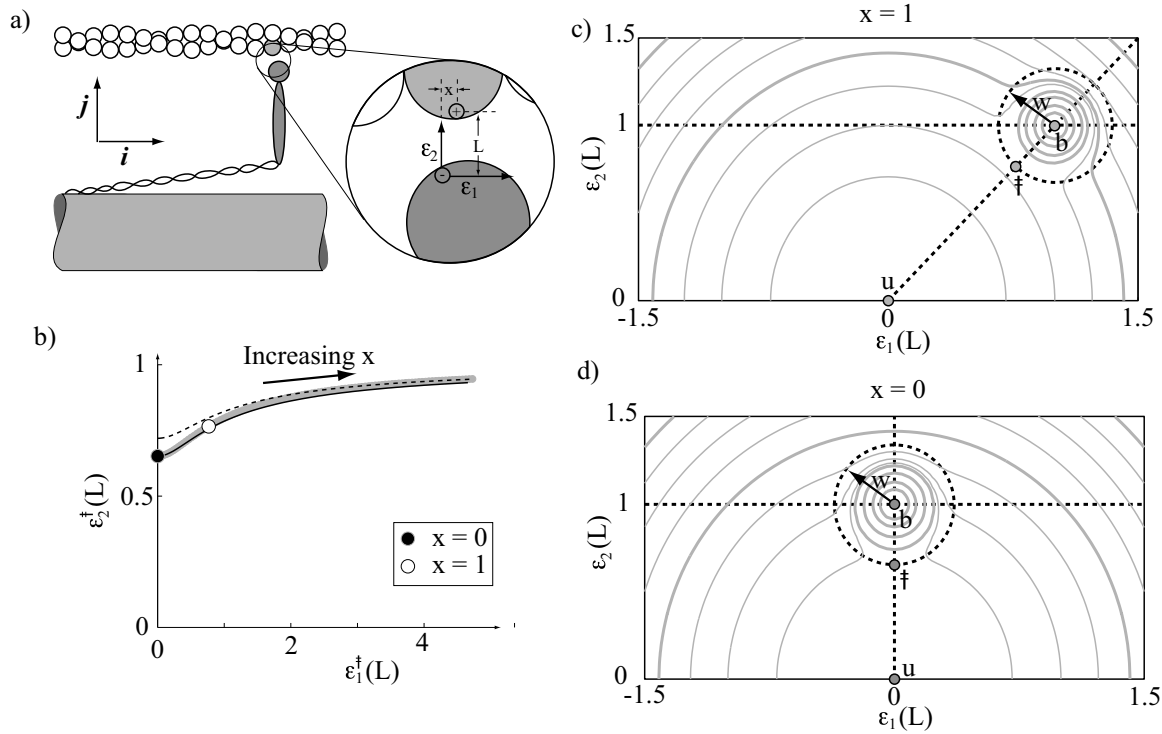 a)
j
i
x
+
ε₂
L
-
ε₁
b)
Increasing x
1
0.5
0
ε₂‡(L)
x = 0
x = 1
0
2
4
ε₁‡(L)
c)
x = 1
1.5
1
0
ε₂(L)
w
b
‡
u
-1.5
0
1.5
ε₁(L)
d)
x = 0
1.5
1
0
ε₂(L)
w
b
‡
u
-1.5
0
1.5
ε₁(L)